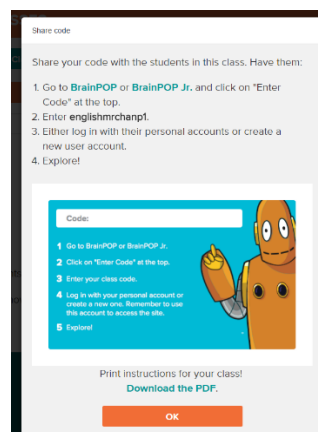 Share code
Share your code with the students in this class. Have them:
1. Go to BrainPOP or BrainPOP Jr. and click on "Enter
Code" at the top.
2. Enter englishmrchanp1.
3. Either log in with their personal accounts or create a
new user account.
4. Explore!
Code:
1 Go to BrainPOP or BrainPOP Jr.
2 Click on "Enter Code" at the top.
3 Enter your class code.
4 Log in with your personal account or
create a new one. Remember to use
this account to access the site.
5 Explore!
Print instructions for your class!
Download the PDF.
OK